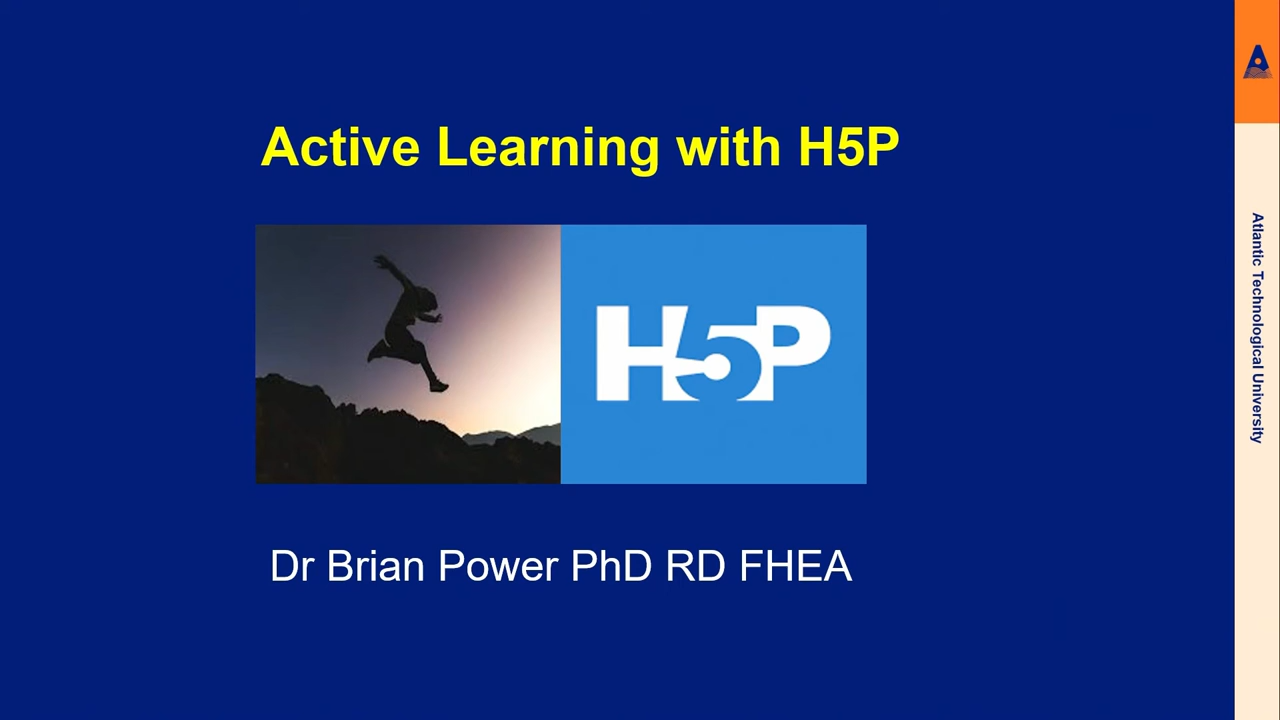 Active Learning with H5P
H5P
Dr Brian Power PhD RD FHEA
Atlantic Technological University